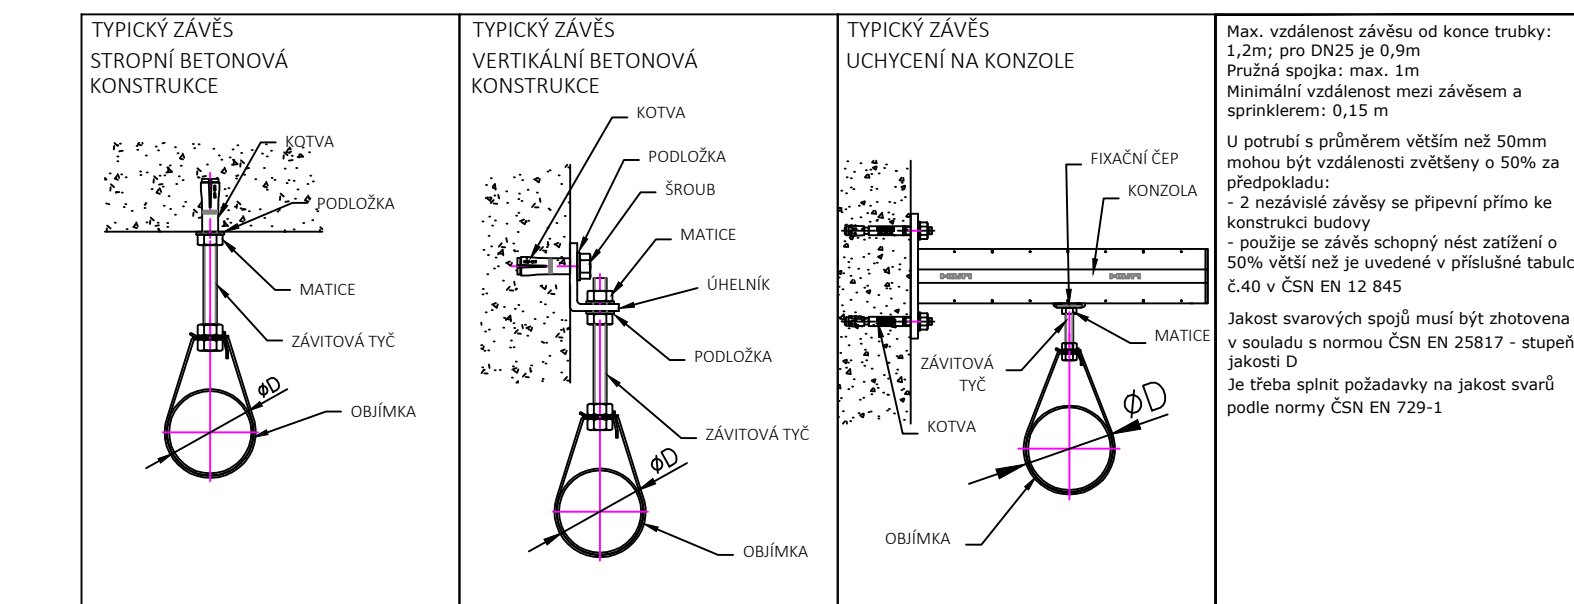 TYPICKÝ ZÁVĚS
STROPNÍ BETONOVÁ
KONSTRUKCE
KOTVA
PODLOŽKA
MATICE
ZÁVITOVÁ TYČ
øD
OBJÍMKA
TYPICKÝ ZÁVĚS
VERTIKÁLNÍ BETONOVÁ
KONSTRUKCE
KOTVA
PODLOŽKA
ŠROUB
MATICE
ÚHELNÍK
PODLOŽKA
ZÁVITOVÁ TYČ
øD
OBJÍMKA
TYPICKÝ ZÁVĚS
UCHYCENÍ NA KONZOLE
FIXAČNÍ ČEP
KONZOLA
MATICE
ZÁVITOVÁ
TYČ
øD
KOTVA
OBJÍMKA
Max. vzdálenost závěsu od konce trubky:
1,2m; pro DN25 je 0,9m
Pružná spojka: max. 1m
Minimální vzdálenost mezi závěsem a
sprinklerem: 0,15 m
U potrubí s průměrem větším než 50mm
mohou být vzdálenosti zvětšeny o 50% za
předpokladu:
- 2 nezávislé závěsy se připevní přímo ke
konstrukci budovy
- použije se závěs schopný nést zatížení o
50% větší než je uvedené v příslušné tabulc
č.40 v ČSN EN 12 845
Jakost svarových spojů musí být zhotovena
v souladu s normou ČSN EN 25817 - stupeň
jakosti D
Je třeba splnit požadavky na jakost svarů
podle normy ČSN EN 729-1